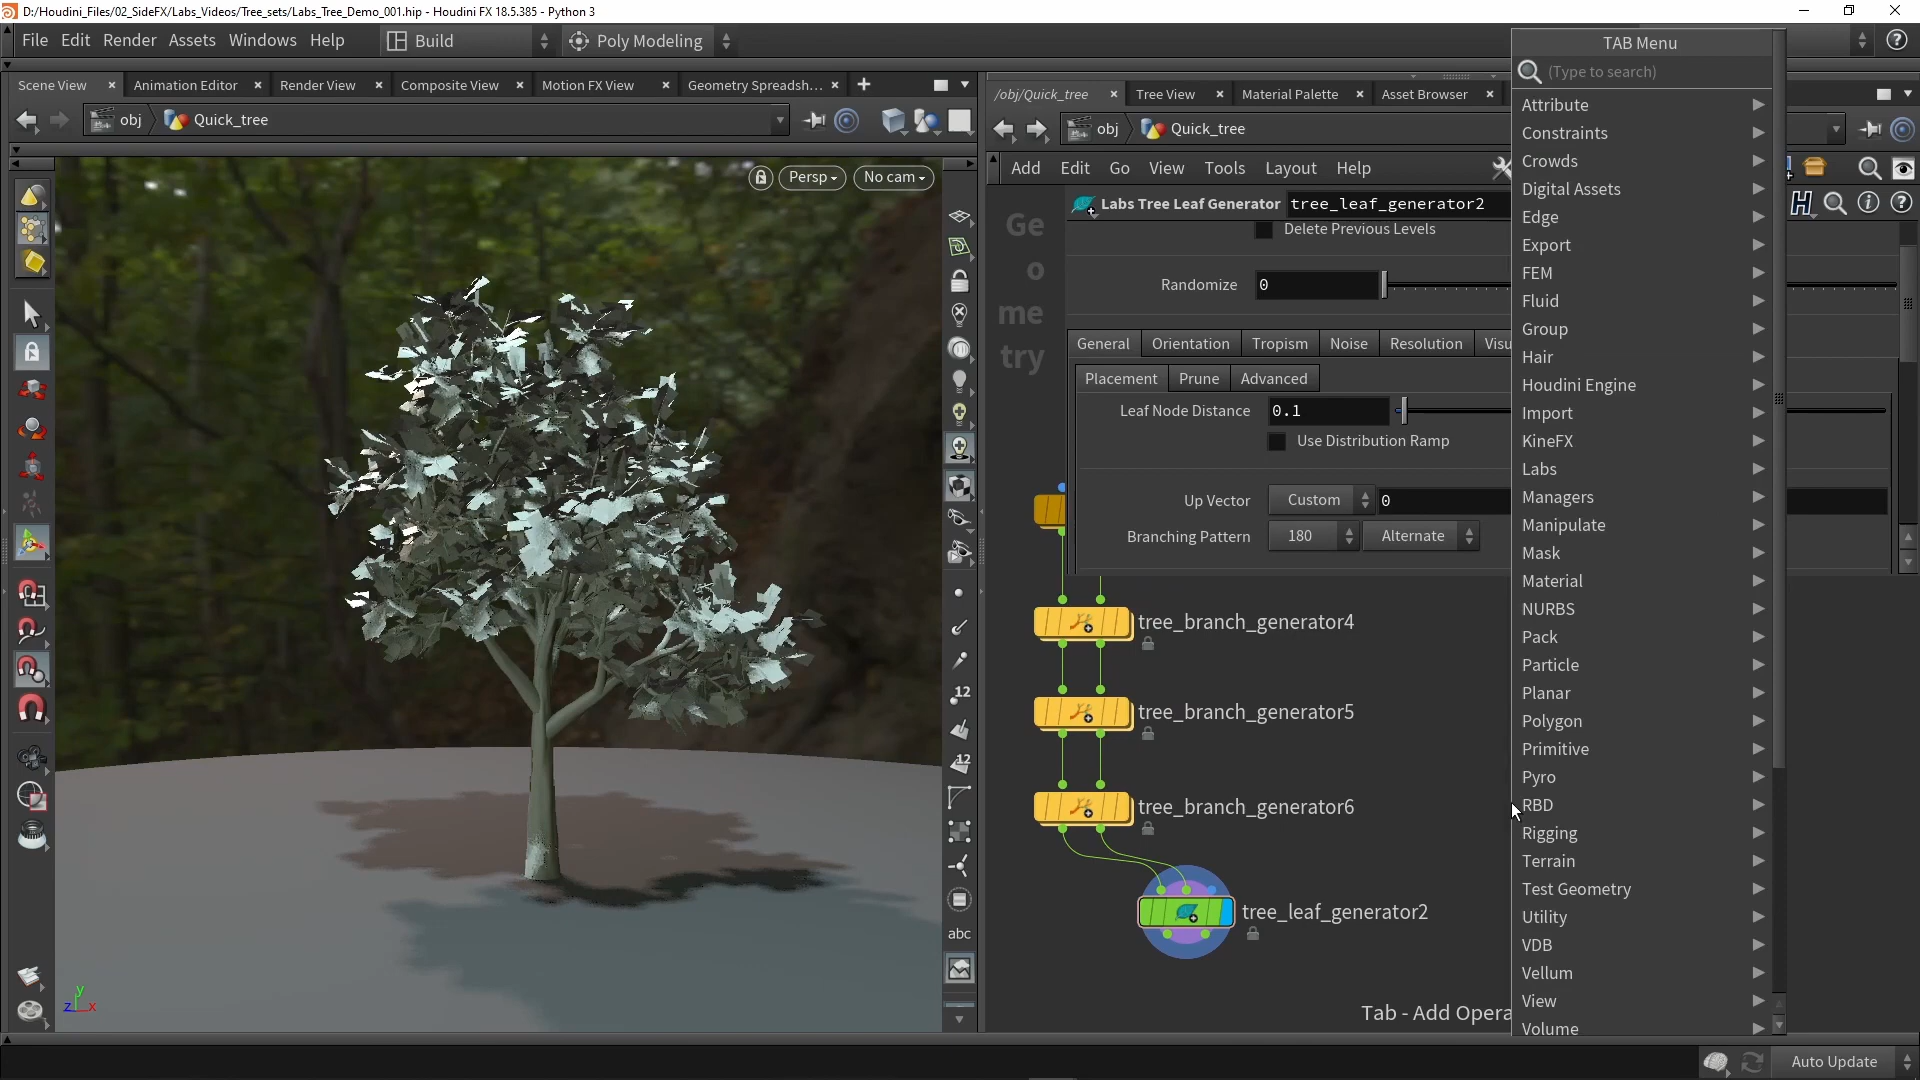 D:/Houdini_Files/02_SideFX/Labs_Videos/Tree_sets/Labs_Tree_Demo_001.hip - Houdini FX 18.5.385 - Python 3
File Edit Render Assets Windows Help
Build
Poly Modeling
Scene View
Animation Editor
Render View
Composite View
Motion FX View
Geometry Spreadsh...
obj
Quick_tree
Persp
No cam
12
12
abc
y
z
x
/obj/Quick_tree
Tree View
Material Palette
Asset Browser
obj
Quick_tree
Add Edit Go View Tools Layout Help
Ge
o
me
try
Labs Tree Leaf Generator
tree_leaf_generator2
Delete Previous Levels
Randomize
0
General
Orientation
Tropism
Noise
Resolution
Visu
Placement
Prune
Advanced
Leaf Node Distance
0.1
Use Distribution Ramp
Up Vector
Custom
0
Branching Pattern
180
Alternate
tree_branch_generator4
tree_branch_generator5
tree_branch_generator6
tree_leaf_generator2
Tab - Add Opera
TAB Menu
(Type to search)
Attribute
Constraints
Crowds
Digital Assets
Edge
Export
FEM
Fluid
Group
Hair
Houdini Engine
Import
KineFX
Labs
Managers
Manipulate
Mask
Material
NURBS
Pack
Particle
Planar
Polygon
Primitive
Pyro
RBD
Rigging
Terrain
Test Geometry
Utility
VDB
Vellum
View
Volume
H
Auto Update